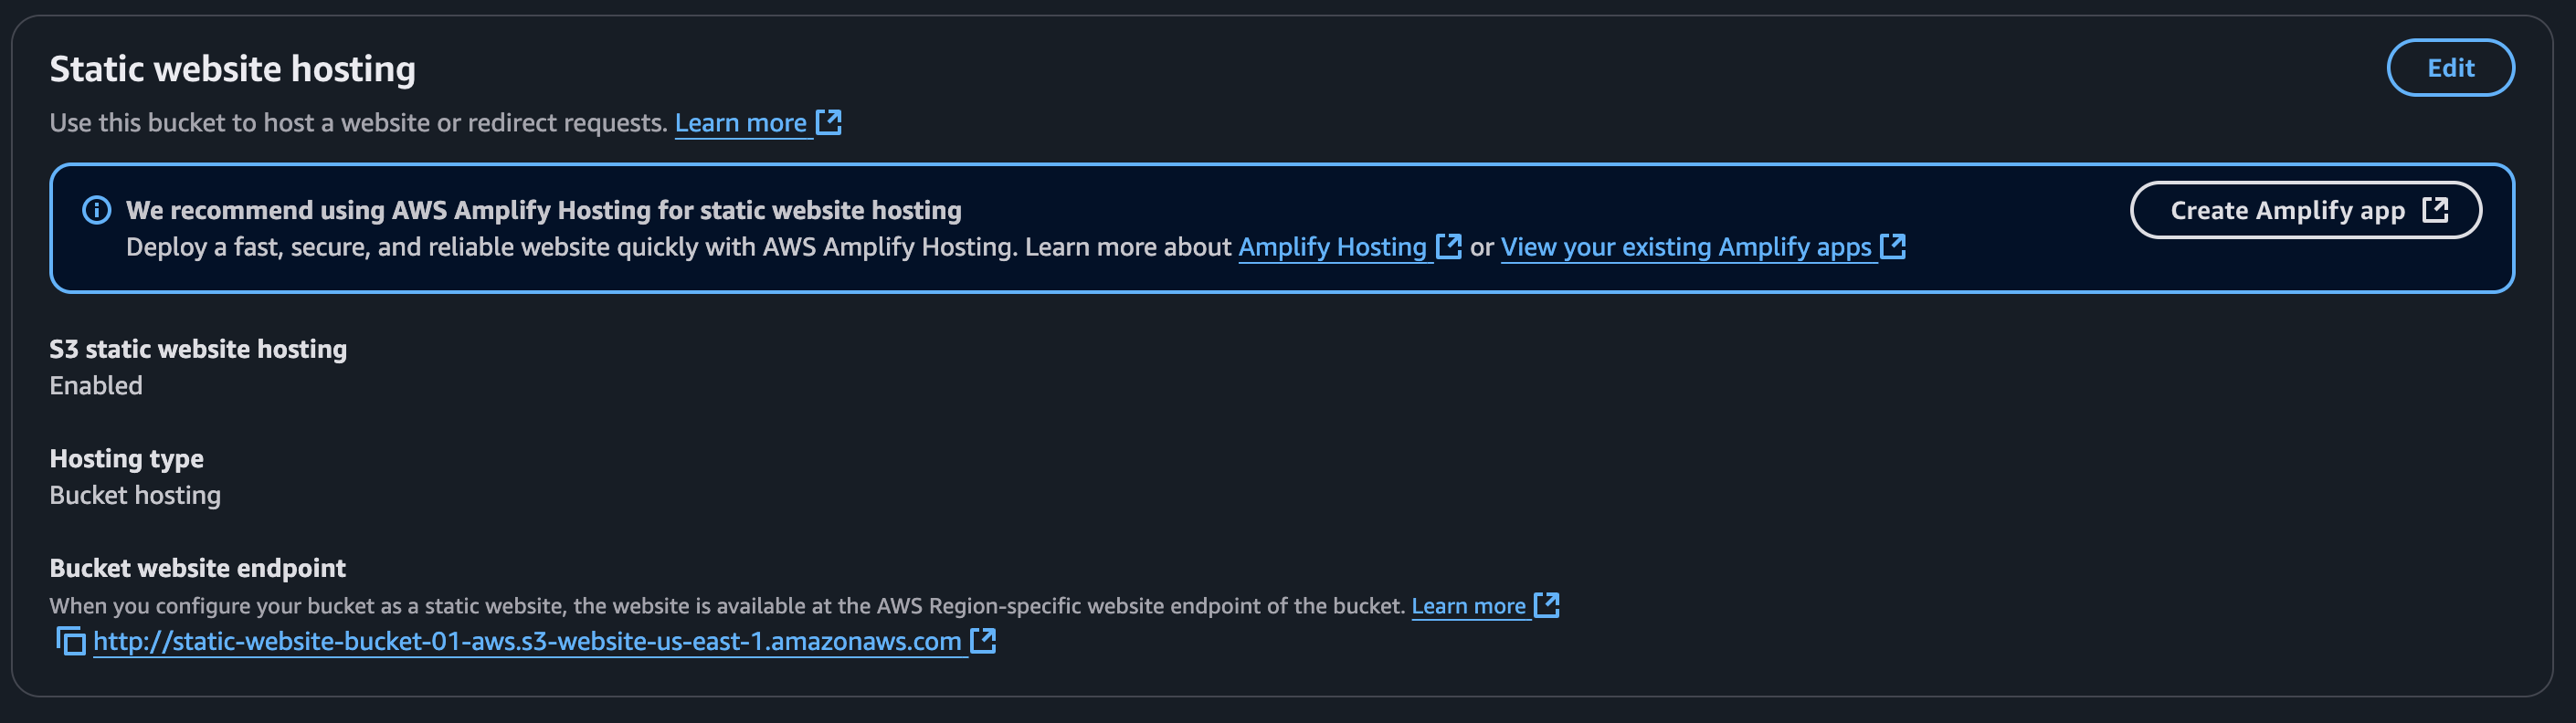 Static website hosting
Edit
Use this bucket to host a website or redirect requests. Learn more
We recommend using AWS Amplify Hosting for static website hosting
Create Amplify app
Deploy a fast, secure, and reliable website quickly with AWS Amplify Hosting. Learn more about Amplify Hosting or View your existing Amplify apps
S3 static website hosting
Enabled
Hosting type
Bucket hosting
Bucket website endpoint
When you configure your bucket as a static website, the website is available at the AWS Region-specific website endpoint of the bucket. Learn more
http://static-website-bucket-01-aws.s3-website-us-east-1.amazonaws.com